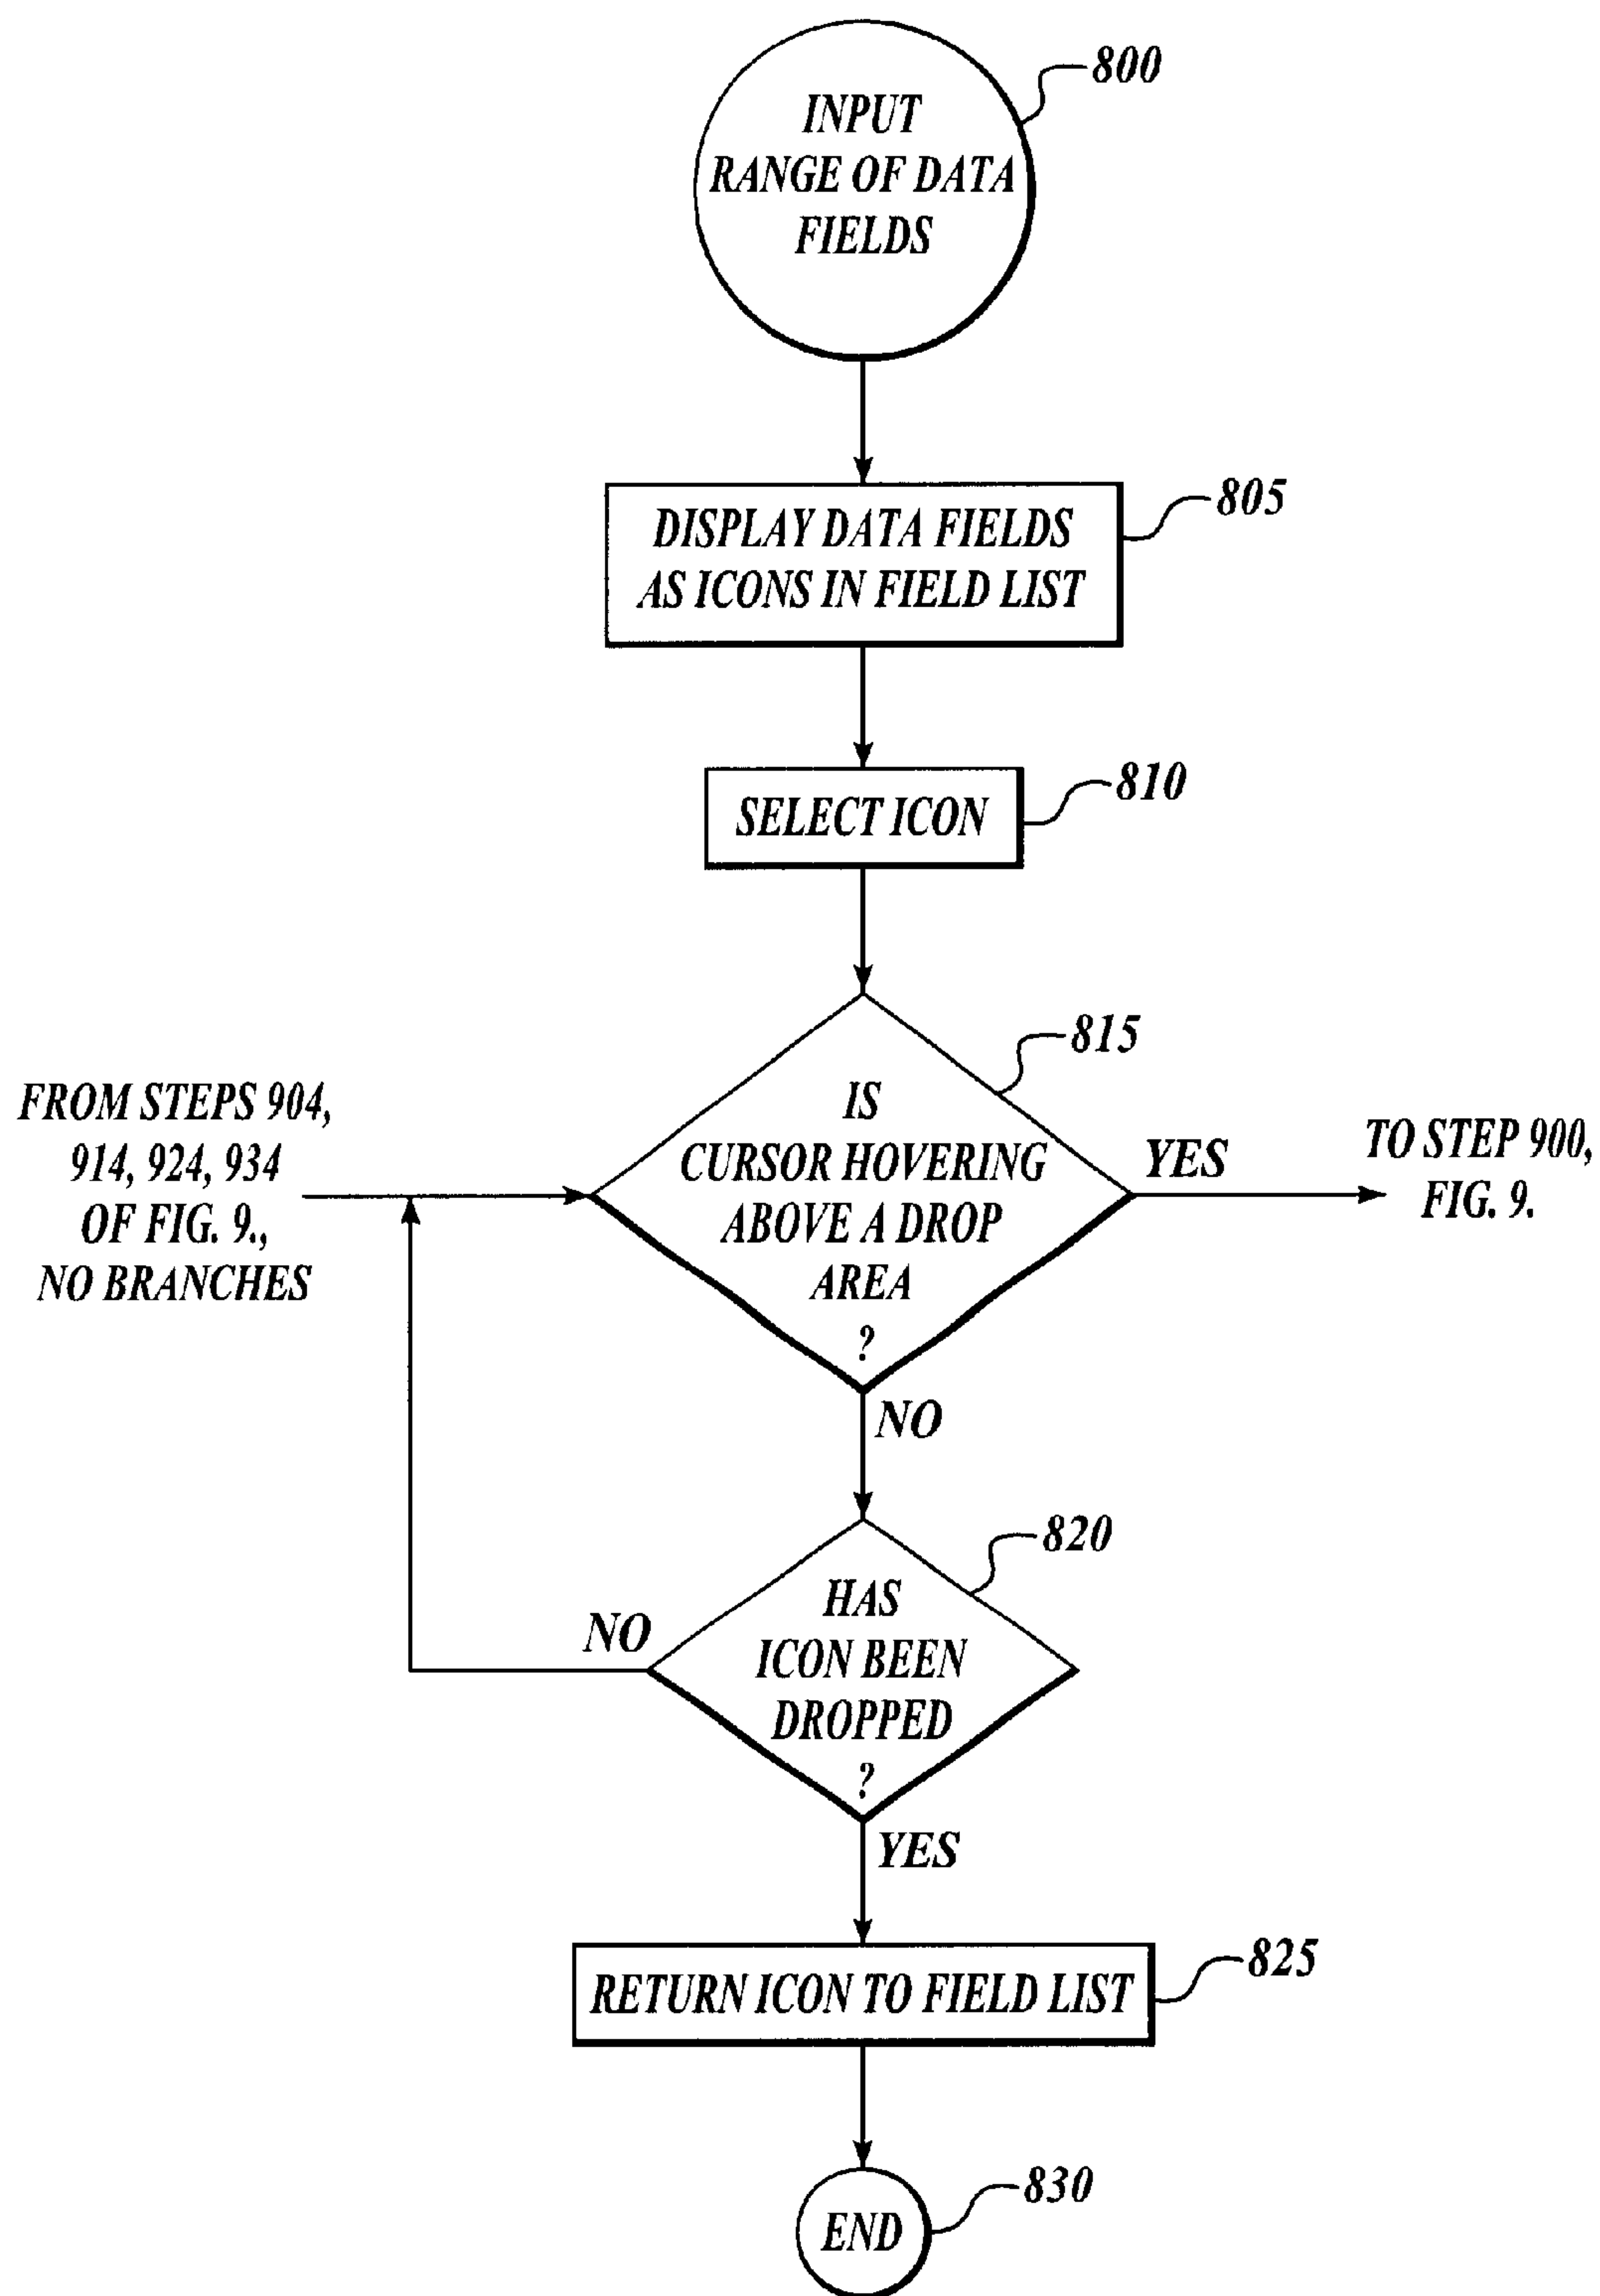 INPUT
RANGE OF DATA
FIELDS
800
DISPLAY DATA FIELDS
AS ICONS IN FIELD LIST
805
SELECT ICON
810
FROM STEPS 904,
914, 924, 934
OF FIG. 9.,
NO BRANCHES
IS
CURSOR HOVERING
ABOVE A DROP
AREA
?
815
YES
TO STEP 900,
FIG. 9.
NO
HAS
ICON BEEN
DROPPED
?
820
NO
YES
RETURN ICON TO FIELD LIST
825
END
830